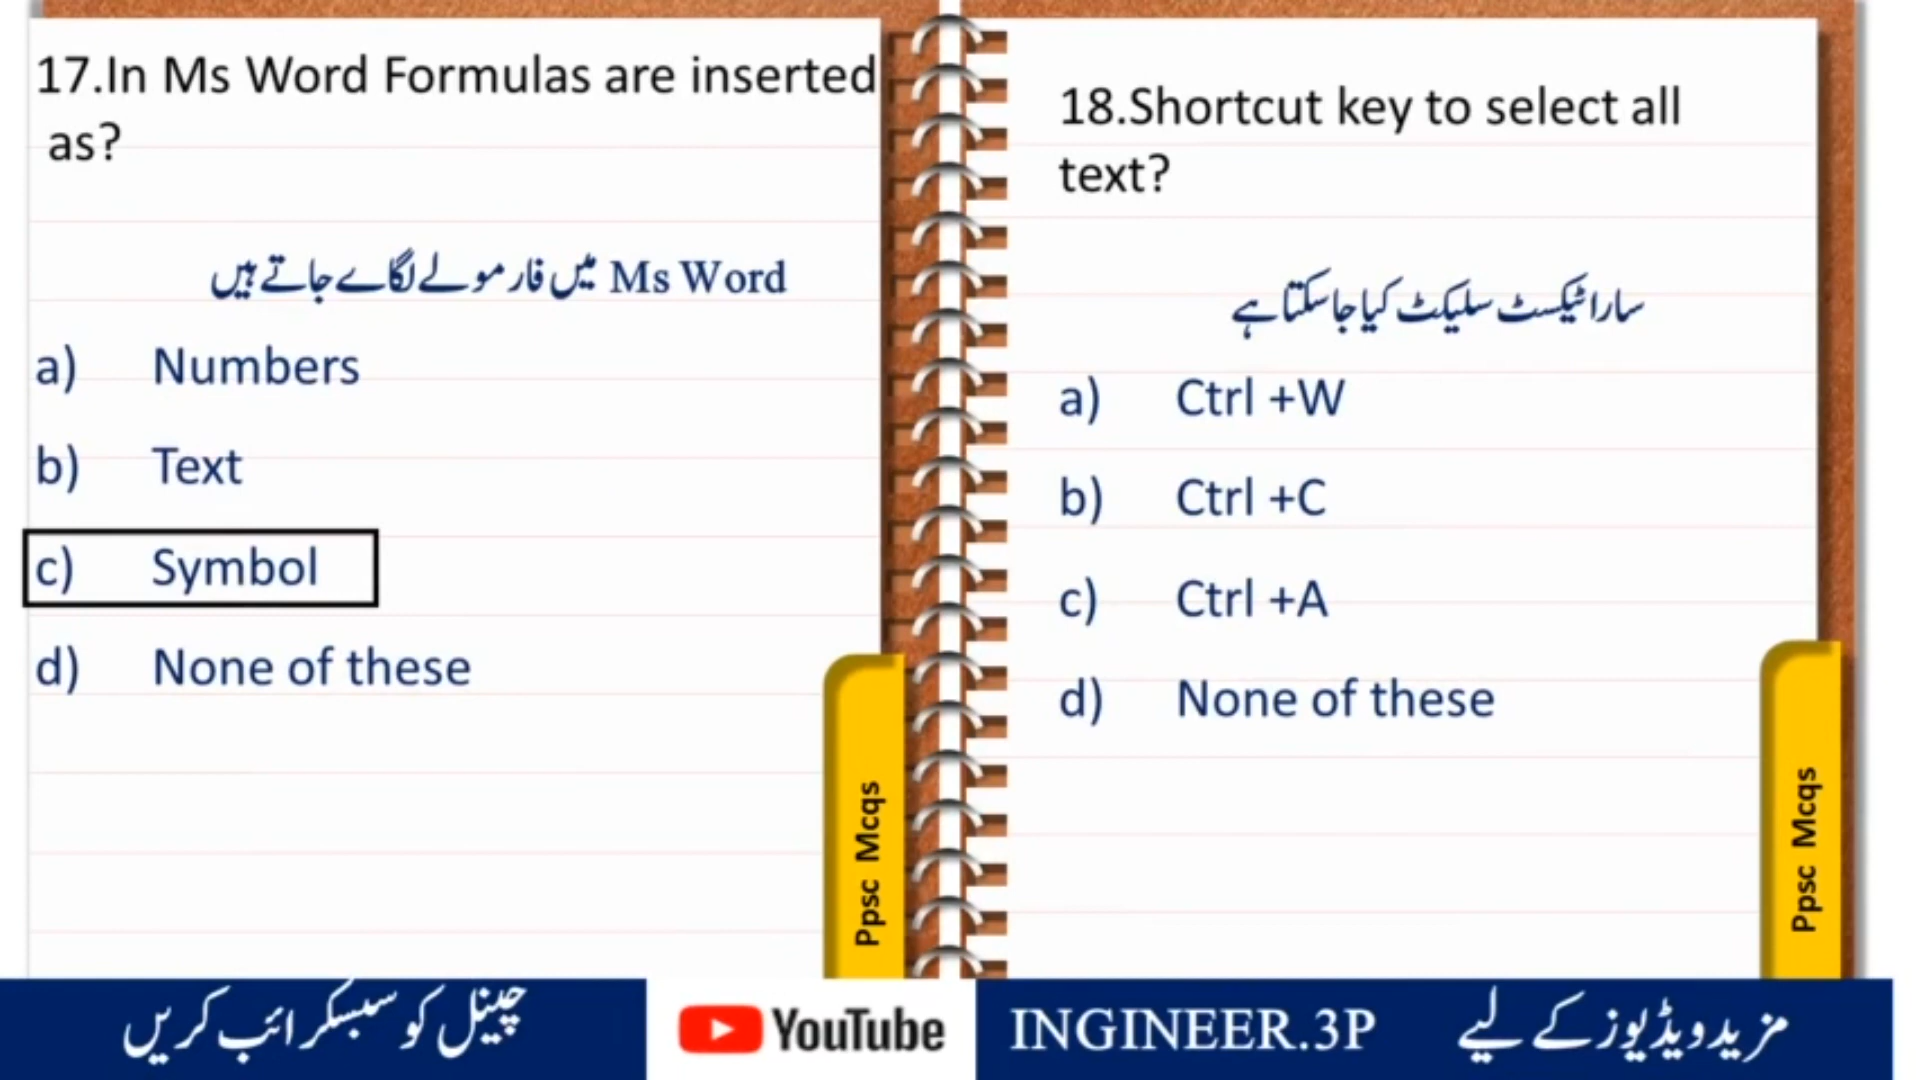 17.In Ms Word Formulas are inserted
as?
Ms Word میں فارمولے لگاے جاتے ہیں
a) Numbers
b) Text
c) Symbol
d) None of these
Ppsc Mcqs
18.Shortcut key to select all
text?
سارا ٹیکسٹ سلیکٹ کیا جاسکتا ہے
a) Ctrl +W
b) Ctrl +C
c) Ctrl +A
d) None of these
Ppsc Mcqs
چینل کو سبسکرائب کریں
YouTube
INGINEER.3P
مزید ویڈیوز کے لیے